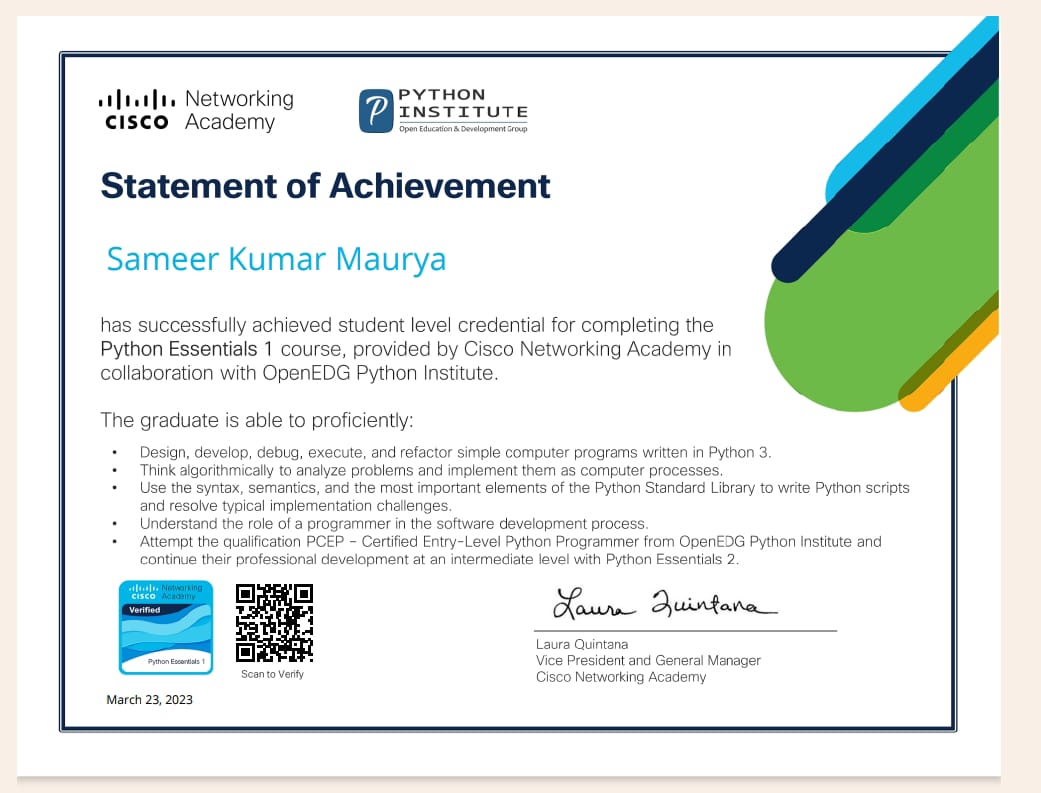 Networking
CISCO Academy
PYTHON
INSTITUTE
Open Education & Development Group
Statement of Achievement
Sameer Kumar Maurya
has successfully achieved student level credential for completing the
Python Essentials 1 course, provided by Cisco Networking Academy in
collaboration with OpenEDG Python Institute.
The graduate is able to proficiently:
• Design, develop, debug, execute, and refactor simple computer programs written in Python 3.
• Think algorithmically to analyze problems and implement them as computer processes.
• Use the syntax, semantics, and the most important elements of the Python Standard Library to write Python scripts
and resolve typical implementation challenges.
• Understand the role of a programmer in the software development process.
• Attempt the qualification PCEP – Certified Entry-Level Python Programmer from OpenEDG Python Institute and
continue their professional development at an intermediate level with Python Essentials 2.
Networking
CISCO Academy
Verified
Python Essentials 1
Scan to Verify
March 23, 2023
Laura Quintana
Laura Quintana
Vice President and General Manager
Cisco Networking Academy